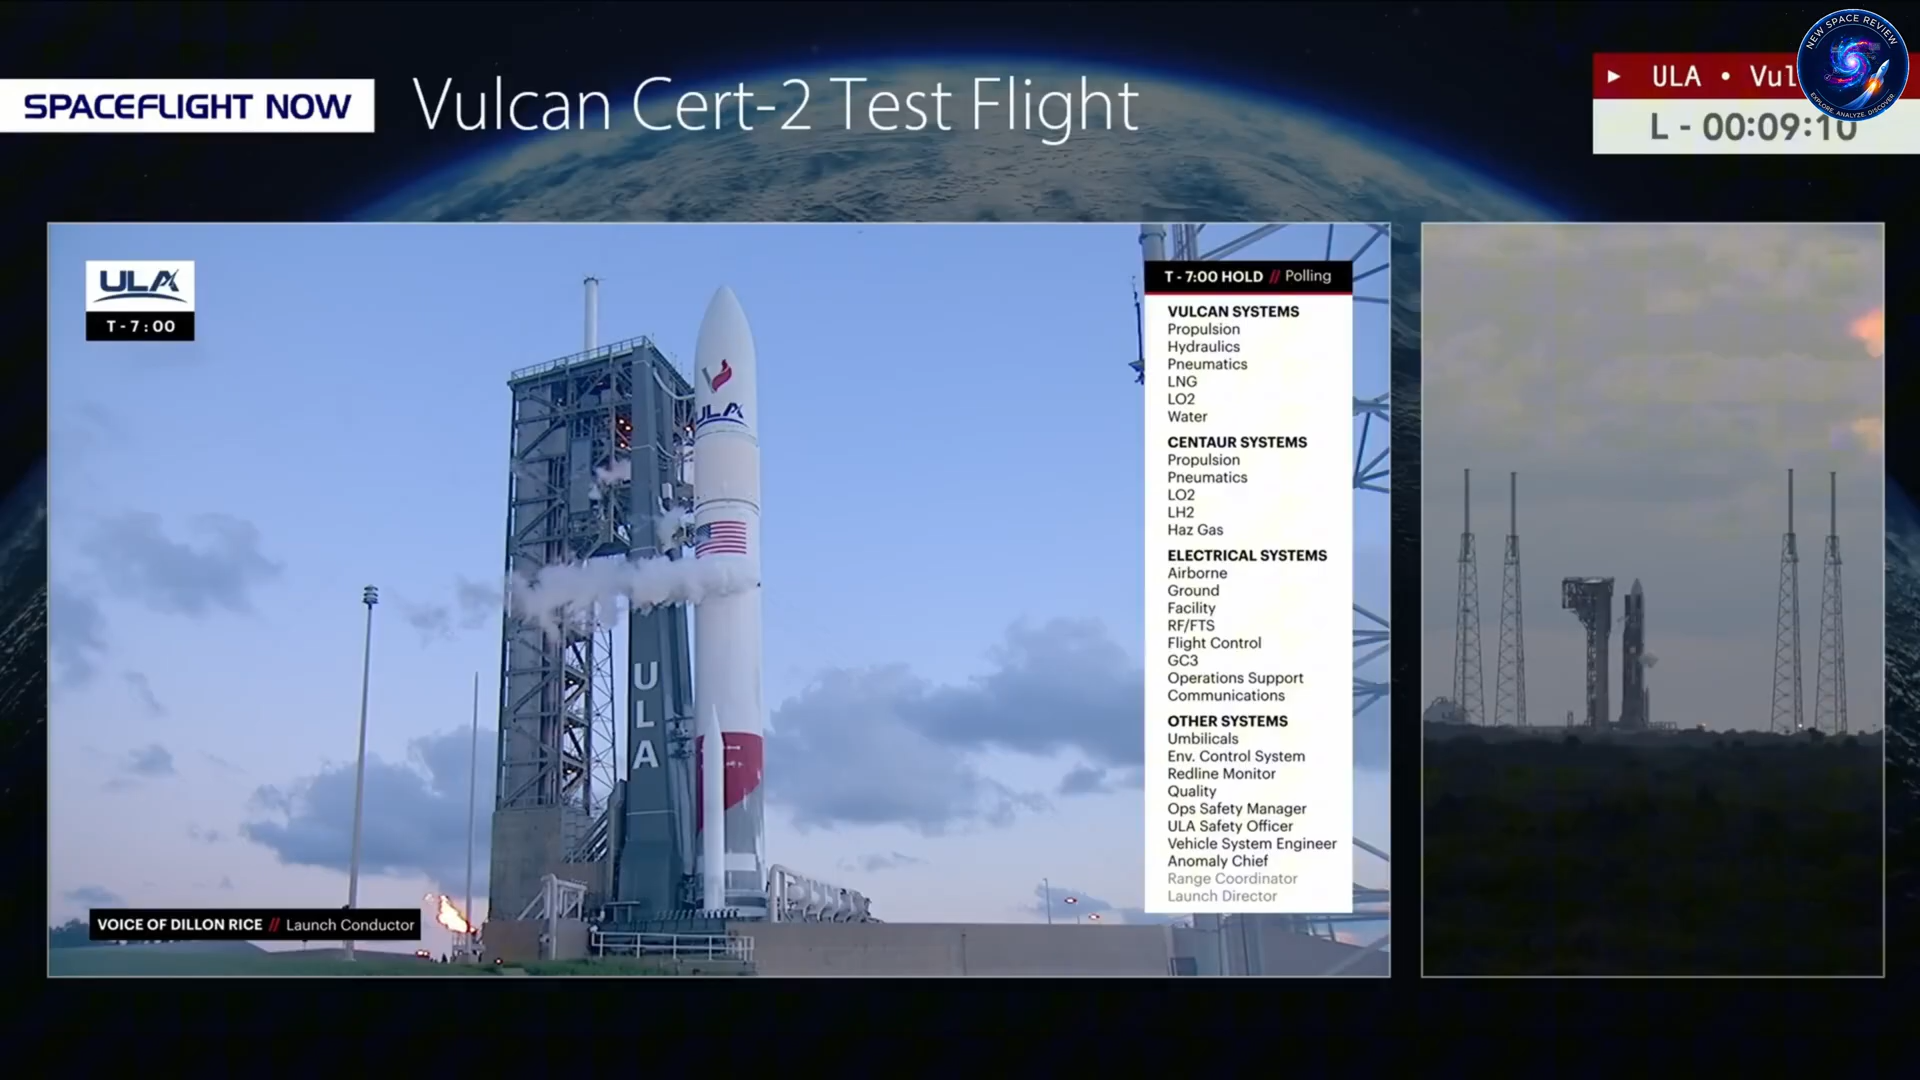 NEW SPACE REVIEW
EXPLORE. ANALYZE. DISCOVER
SPACEFLIGHT NOW
Vulcan Cert-2 Test Flight
ULA •
L - 00:09:10
ULA
T - 7:00
ULA
ULA
T - 7:00 HOLD // Polling
VULCAN SYSTEMS
Propulsion
Hydraulics
Pneumatics
LNG
LO2
Water
CENTAUR SYSTEMS
Propulsion
Pneumatics
LO2
LH2
Haz Gas
ELECTRICAL SYSTEMS
Airborne
Ground
Facility
RF/FTS
Flight Control
GC3
Operations Support
Communications
OTHER SYSTEMS
Umbilicals
Env. Control System
Redline Monitor
Quality
Ops Safety Manager
ULA Safety Officer
Vehicle System Engineer
Anomaly Chief
Range Coordinator
Launch Director
VOICE OF DILLON RICE // Launch Conductor